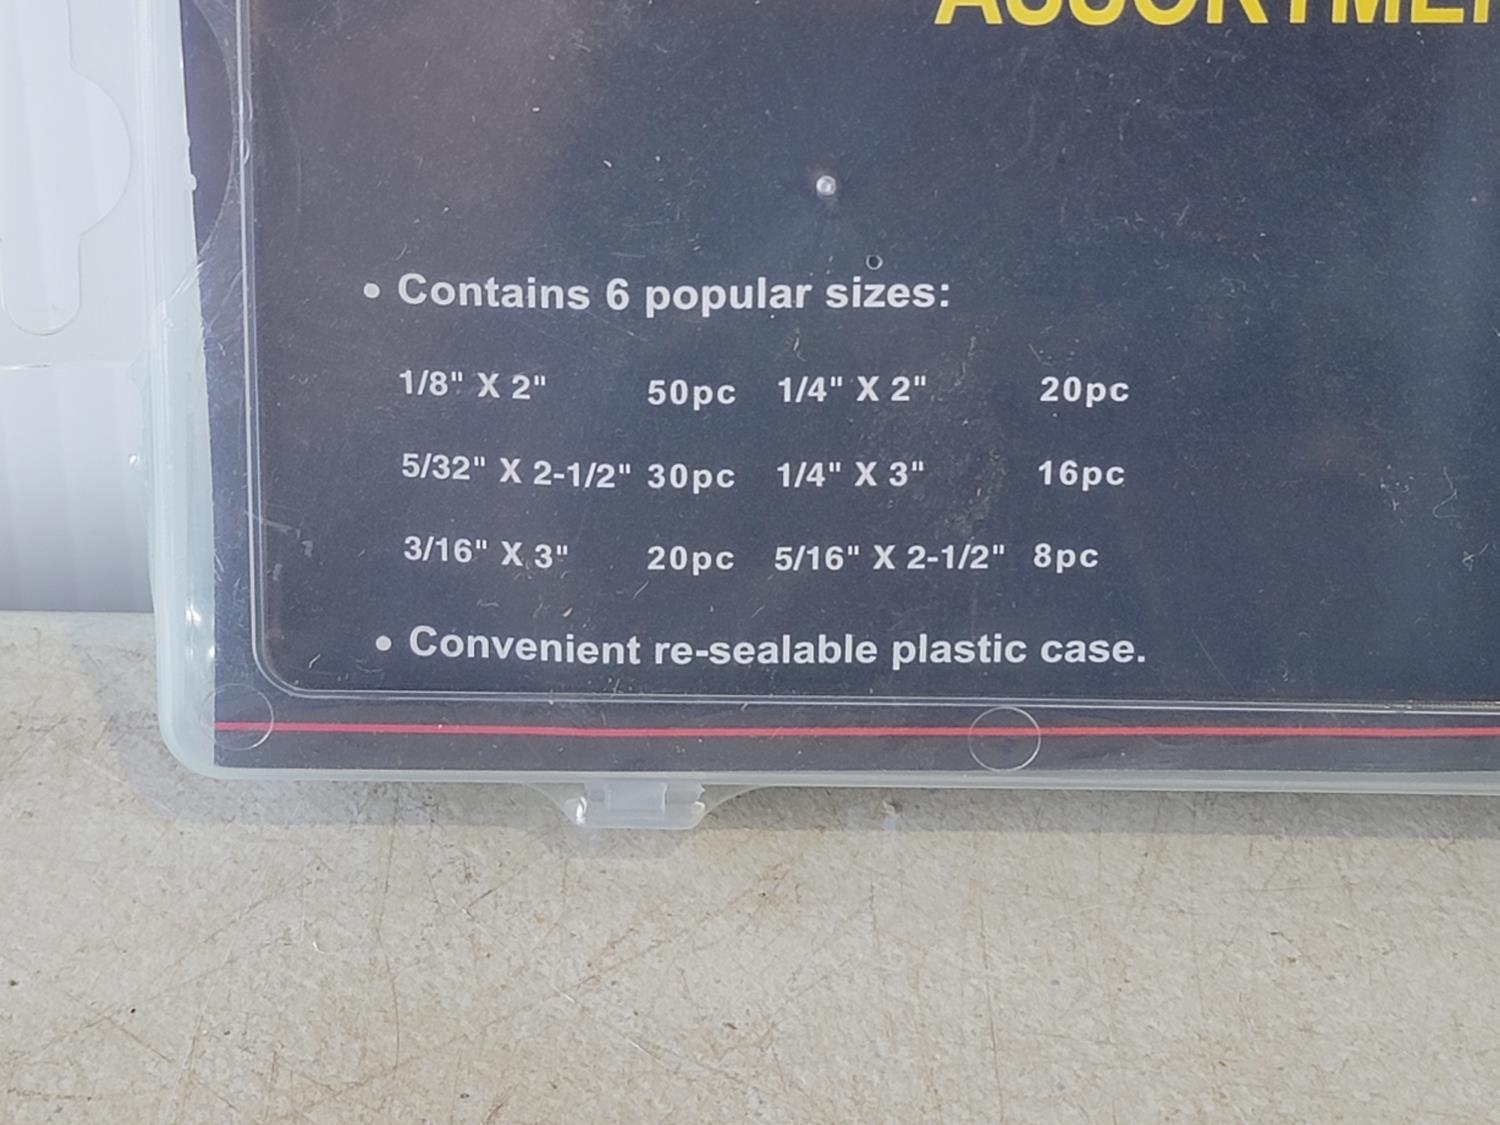 • Contains 6 popular sizes:
1/8" X 2" 50pc 1/4" X 2" 20pc
5/32" X 2-1/2" 30pc 1/4" X 3" 16pc
3/16" X 3" 20pc 5/16" X 2-1/2" 8pc
• Convenient re-sealable plastic case.